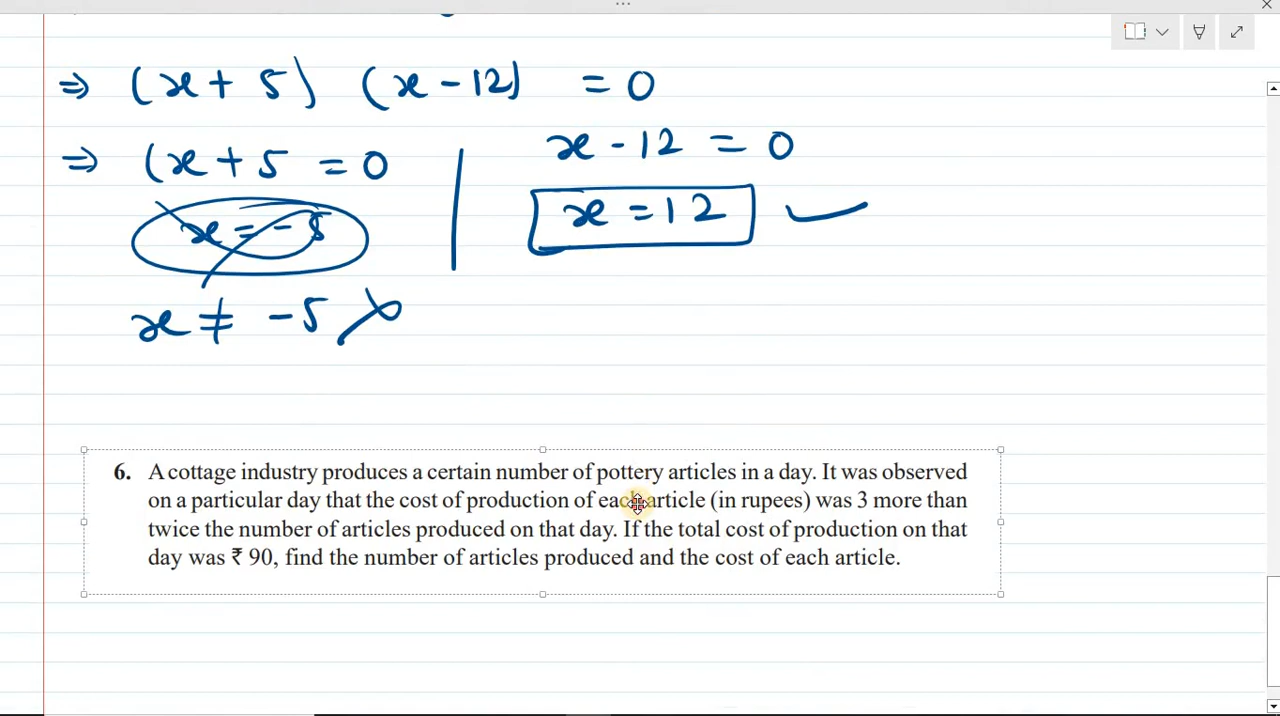 ⇒ (x + 5) (x - 12) = 0
⇒ (x + 5 = 0
x - 12 = 0
x = -5
x = 12
x ≠ -5
6. A cottage industry produces a certain number of pottery articles in a day. It was observed
on a particular day that the cost of production of each article (in rupees) was 3 more than
twice the number of articles produced on that day. If the total cost of production on that
day was ₹ 90, find the number of articles produced and the cost of each article.